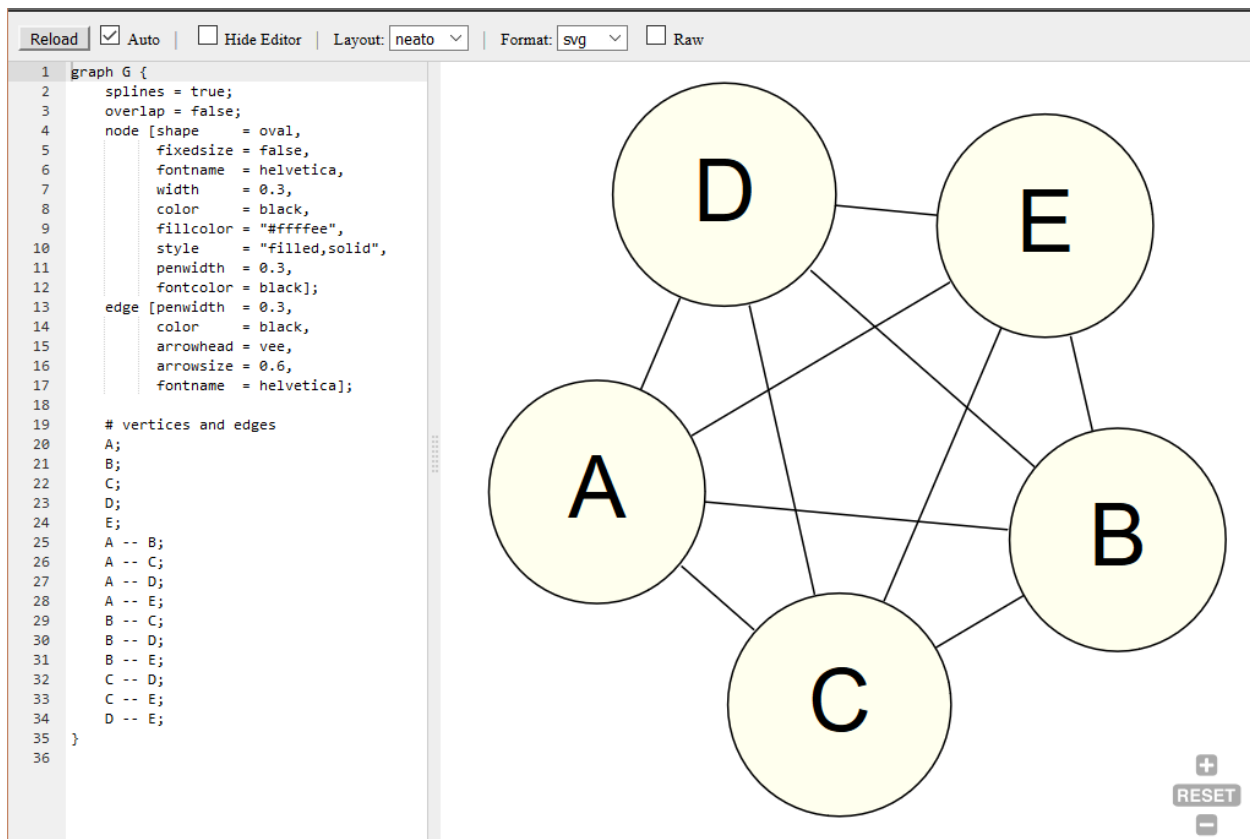 Reload Auto | Hide Editor | Layout: neato | Format: svg Raw
1 graph G {
2     splines = true;
3     overlap = false;
4     node [shape     = oval,
5           fixedsize = false,
6           fontname  = helvetica,
7           width     = 0.3,
8           color     = black,
9           fillcolor = "#ffffee",
10           style     = "filled,solid",
11           penwidth  = 0.3,
12           fontcolor = black];
13     edge [penwidth  = 0.3,
14           color     = black,
15           arrowhead = vee,
16           arrowsize = 0.6,
17           fontname  = helvetica];
18
19     # vertices and edges
20     A;
21     B;
22     C;
23     D;
24     E;
25     A -- B;
26     A -- C;
27     A -- D;
28     A -- E;
29     B -- C;
30     B -- D;
31     B -- E;
32     C -- D;
33     C -- E;
34     D -- E;
35 }
36
D
E
A
B
C
+
RESET
−